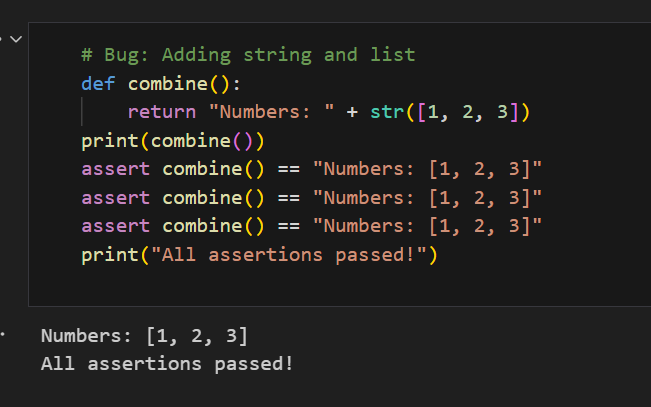 # Bug: Adding string and list
def combine():
    return "Numbers: " + str([1, 2, 3])
print(combine())
assert combine() == "Numbers: [1, 2, 3]"
assert combine() == "Numbers: [1, 2, 3]"
assert combine() == "Numbers: [1, 2, 3]"
print("All assertions passed!")
Numbers: [1, 2, 3]
All assertions passed!